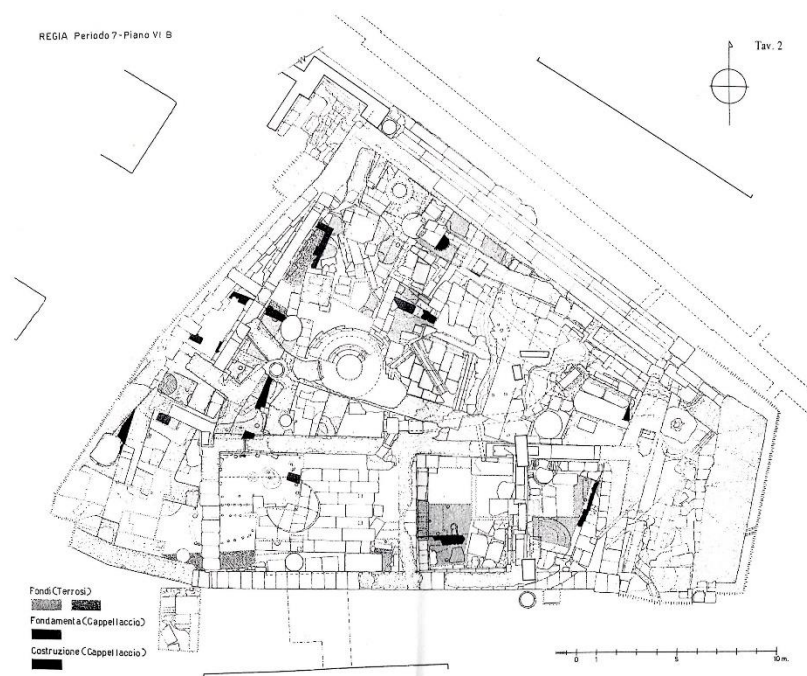 REGIA Periodo 7-Piano VI B
Tav. 2
Fondi (Terrosi)
Fondamenta (Cappellaccio)
Costruzione (Cappellaccio)
0 1 5 10 m.